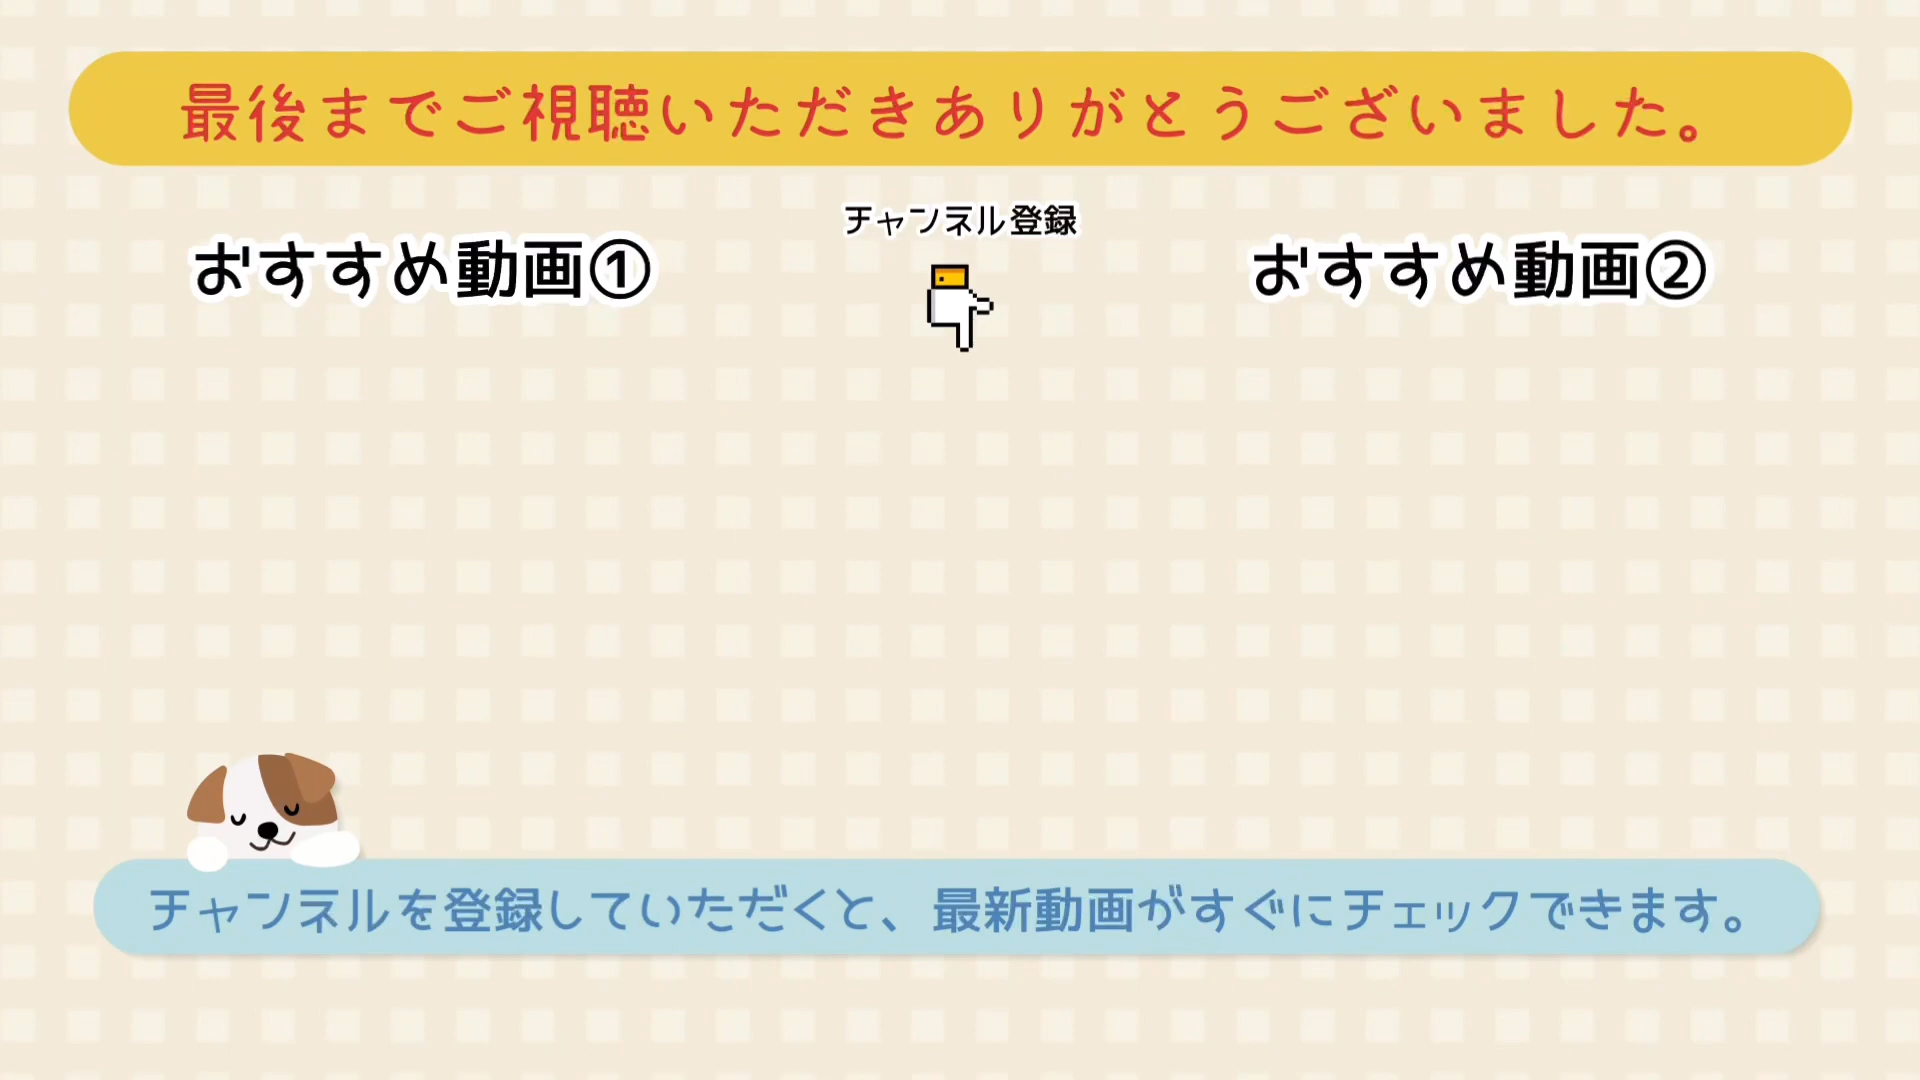 最後までご視聴いただきありがとうございました。
チャンネル登録
おすすめ動画①
おすすめ動画②
チャンネルを登録していただくと、最新動画がすぐにチェックできます。